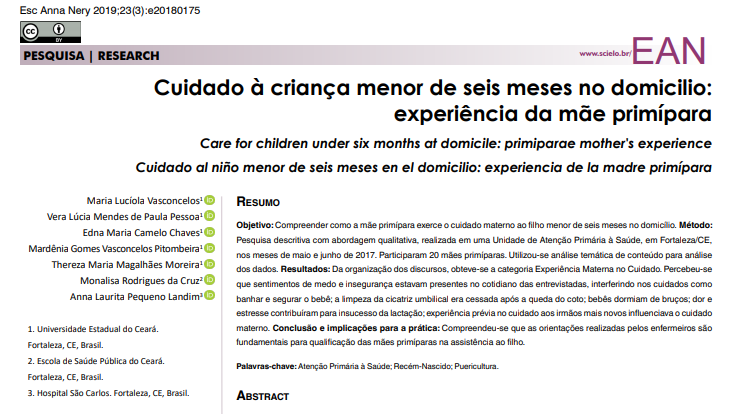 Esc Anna Nery 2019;23(3):e20180175
cc BY
PESQUISA | RESEARCH
www.scielo.br/
EAN
Cuidado à criança menor de seis meses no domicilio:
experiência da mãe primípara
Care for children under six months at domicile: primiparae mother's experience
Cuidado al niño menor de seis meses en el domicilio: experiencia de la madre primípara
Maria Lucíola Vasconcelos¹ iD
Vera Lúcia Mendes de Paula Pessoa¹ iD
Edna Maria Camelo Chaves¹ iD
Mardênia Gomes Vasconcelos Pitombeira¹ iD
Thereza Maria Magalhães Moreira¹ iD
Monalisa Rodrigues da Cruz² iD
Anna Laurita Pequeno Landim³ iD
1. Universidade Estadual do Ceará.
Fortaleza, CE, Brasil.
2. Escola de Saúde Pública do Ceará.
Fortaleza, CE, Brasil.
3. Hospital São Carlos. Fortaleza, CE, Brasil.
Resumo
Objetivo: Compreender como a mãe primípara exerce o cuidado materno ao filho menor de seis meses no domicílio. Método:
Pesquisa descritiva com abordagem qualitativa, realizada em uma Unidade de Atenção Primária à Saúde, em Fortaleza/CE,
nos meses de maio e junho de 2017. Participaram 20 mães primíparas. Utilizou-se análise temática de conteúdo para análise
dos dados. Resultados: Da organização dos discursos, obteve-se a categoria Experiência Materna no Cuidado. Percebeu-se
que sentimentos de medo e insegurança estavam presentes no cotidiano das entrevistadas, interferindo nos cuidados como
banhar e segurar o bebê; a limpeza da cicatriz umbilical era cessada após a queda do coto; bebês dormiam de bruços; dor e
estresse contribuíram para insucesso da lactação; experiência prévia no cuidado aos irmãos mais novos influenciava o cuidado
materno. Conclusão e implicações para a prática: Compreendeu-se que as orientações realizadas pelos enfermeiros são
fundamentais para qualificação das mães primíparas na assistência ao filho.
Palavras-chave: Atenção Primária à Saúde; Recém-Nascido; Puericultura.
Abstract